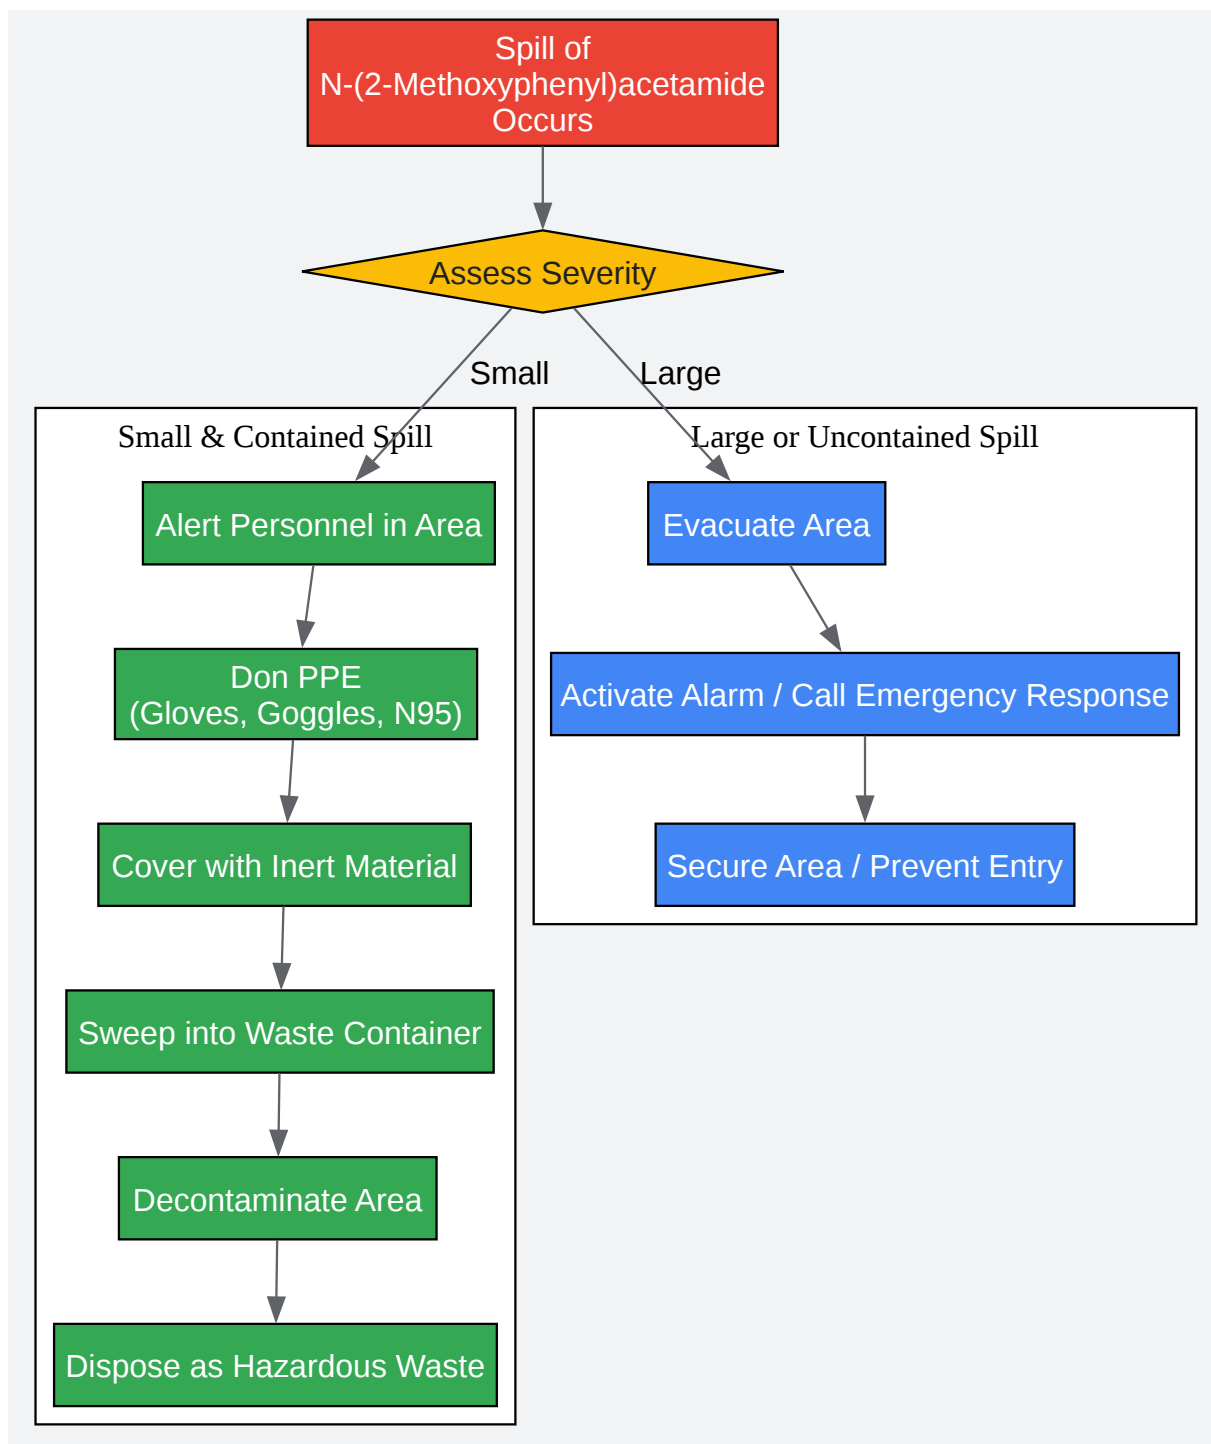 Spill of
N-(2-Methoxyphenyl)acetamide
Occurs
Assess Severity
Small
Large
Small & Contained Spill
Alert Personnel in Area
Don PPE
(Gloves, Goggles, N95)
Cover with Inert Material
Sweep into Waste Container
Decontaminate Area
Dispose as Hazardous Waste
Large or Uncontained Spill
Evacuate Area
Activate Alarm / Call Emergency Response
Secure Area / Prevent Entry